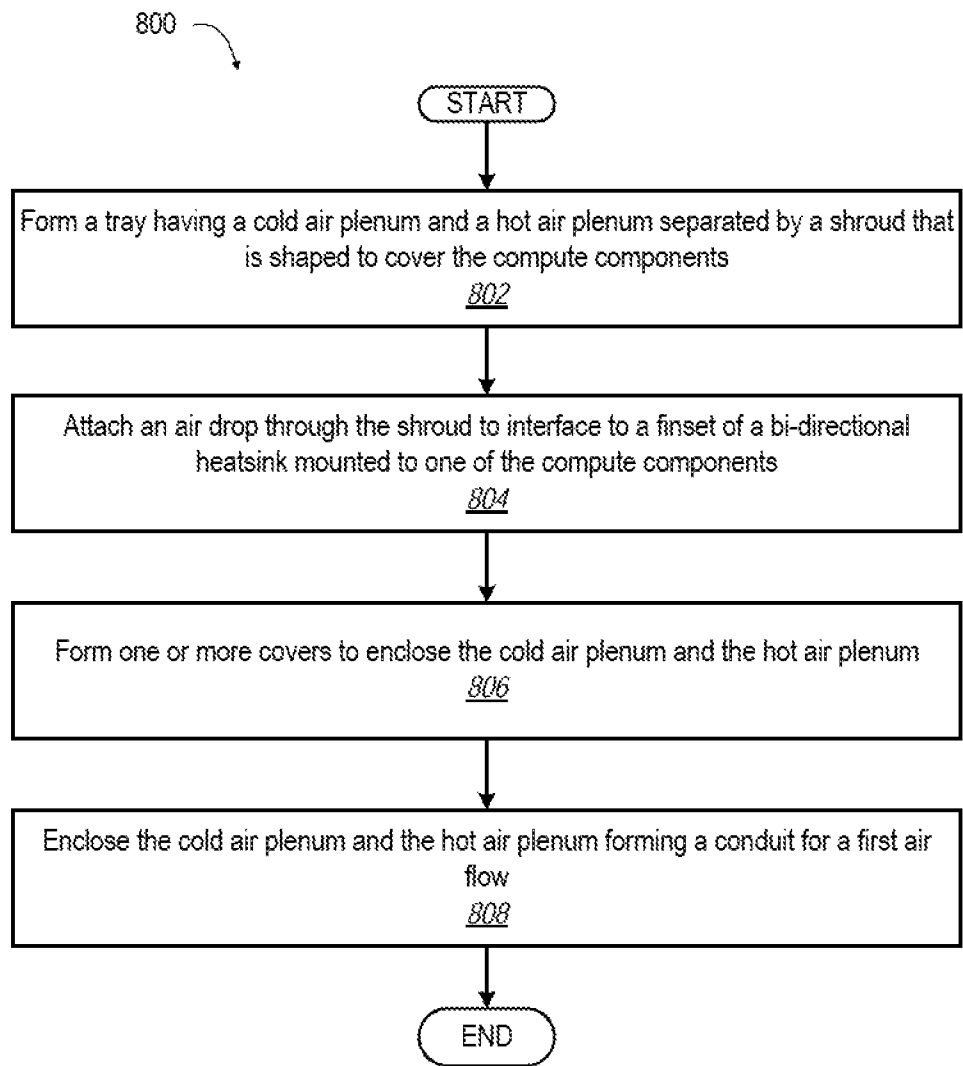 800
START
Form a tray having a cold air plenum and a hot air plenum separated by a shroud that
is shaped to cover the compute components
802
Attach an air drop through the shroud to interface to a finset of a bi-directional
heatsink mounted to one of the compute components
804
Form one or more covers to enclose the cold air plenum and the hot air plenum
806
Enclose the cold air plenum and the hot air plenum forming a conduit for a first air
flow
808
END